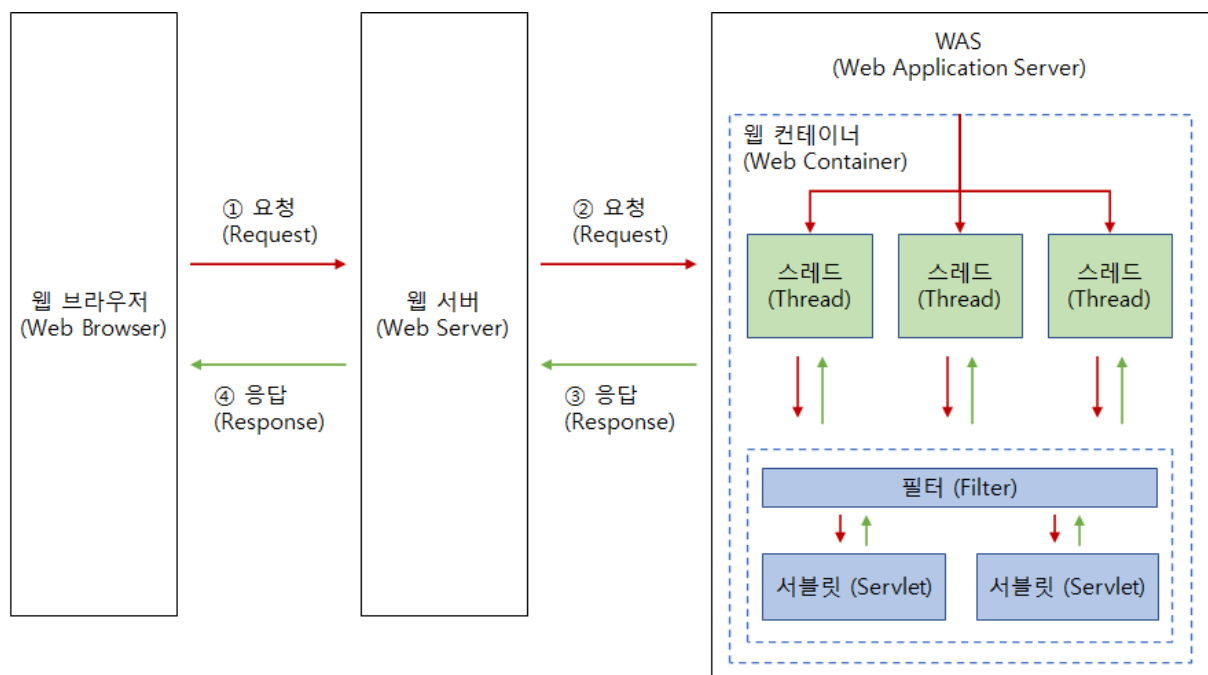 WAS
(Web Application Server)
웹 컨테이너
(Web Container)
① 요청
(Request)
② 요청
(Request)
스레드
(Thread)
스레드
(Thread)
스레드
(Thread)
웹 브라우저
(Web Browser)
웹 서버
(Web Server)
④ 응답
(Response)
③ 응답
(Response)
필터 (Filter)
서블릿 (Servlet)
서블릿 (Servlet)